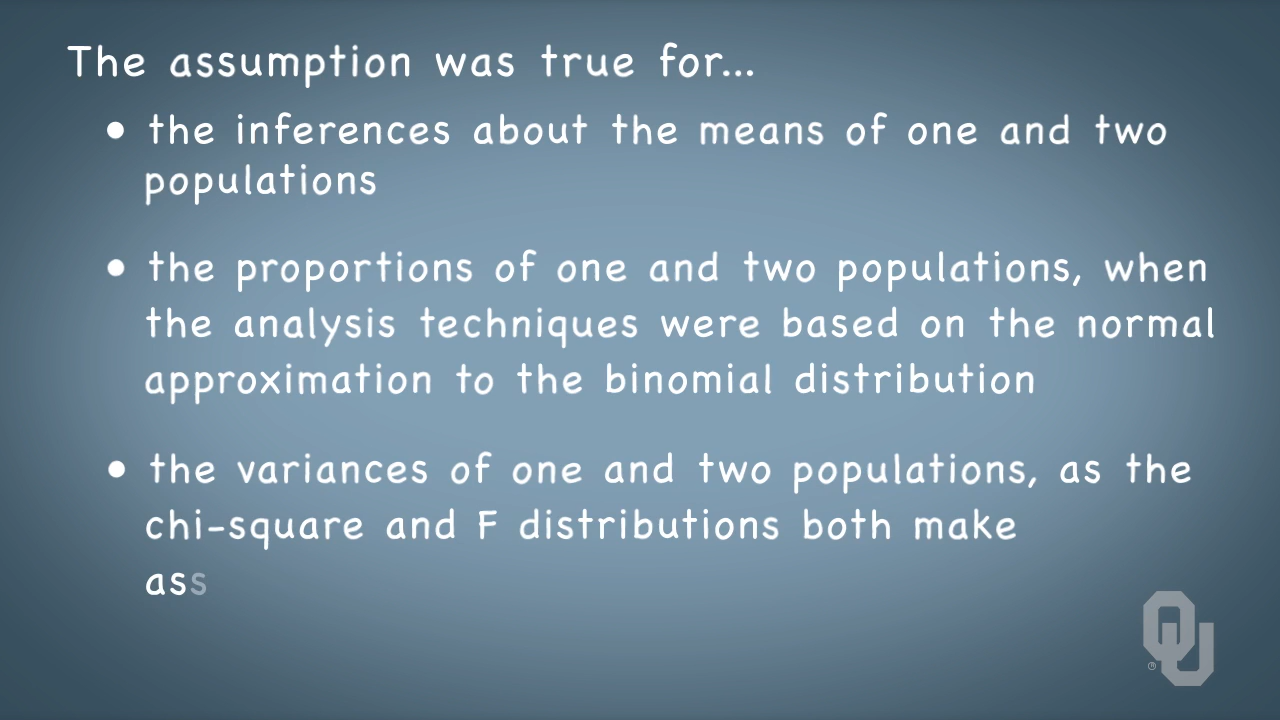 The assumption was true for...
• the inferences about the means of one and two
populations
• the proportions of one and two populations, when
the analysis techniques were based on the normal
approximation to the binomial distribution
• the variances of one and two populations, as the
chi-square and F distributions both make
ass
OU
®